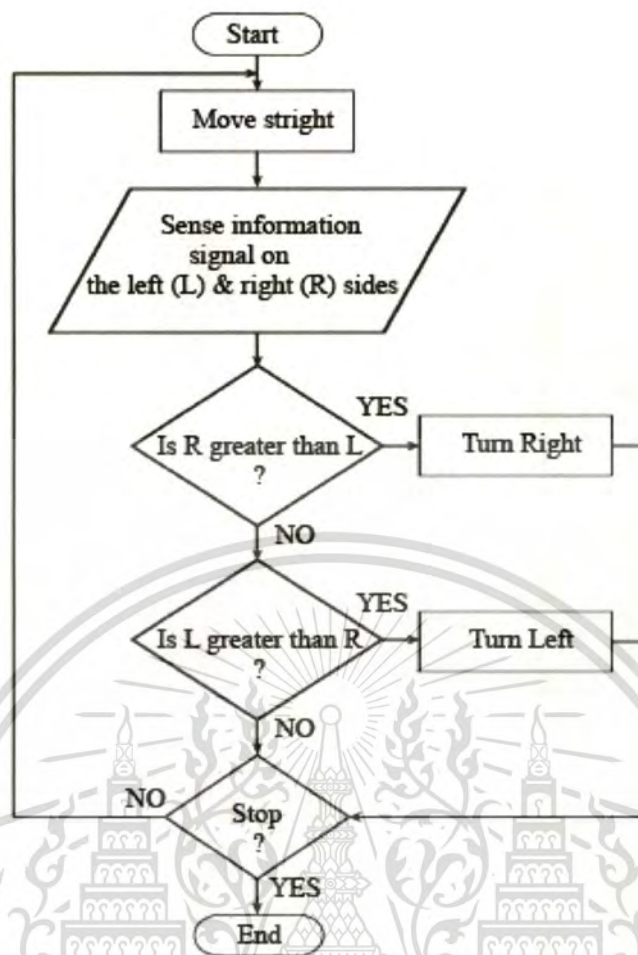 Start
Move stright
Sense information
signal on
the left (L) & right (R) sides
YES
Is R greater than L
?
Turn Right
NO
YES
Is L greater than R
?
Turn Left
NO
NO
Stop
?
YES
End